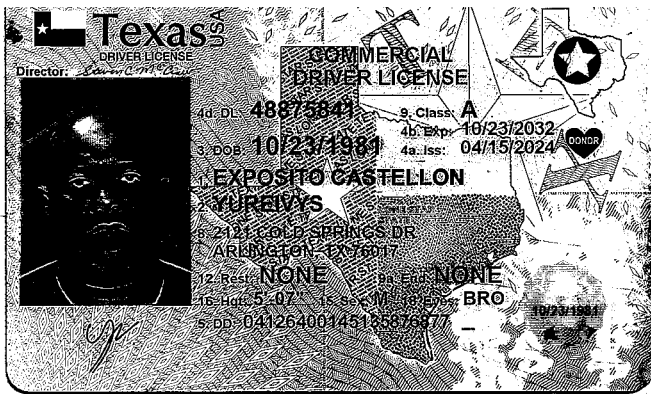 Texas USA
DRIVER LICENSE
COMMERCIAL
DRIVER LICENSE
Director:
4d. DL: 48875841 9. Class: A
4b. Exp: 10/23/2032
3. DOB: 10/23/1981 4a. Iss: 04/15/2024
DONOR
1. EXPOSITO CASTELLON
2. YUREIVYS
8. 2121 COLD SPRINGS DR
ARLINGTON TX 76017
12. Rest: NONE 9a. End: NONE
16. Hgt: 5'-07" 15. Sex: M 18. Eyes: BRO
10/23/1981
5. DD: 04126400145135876877